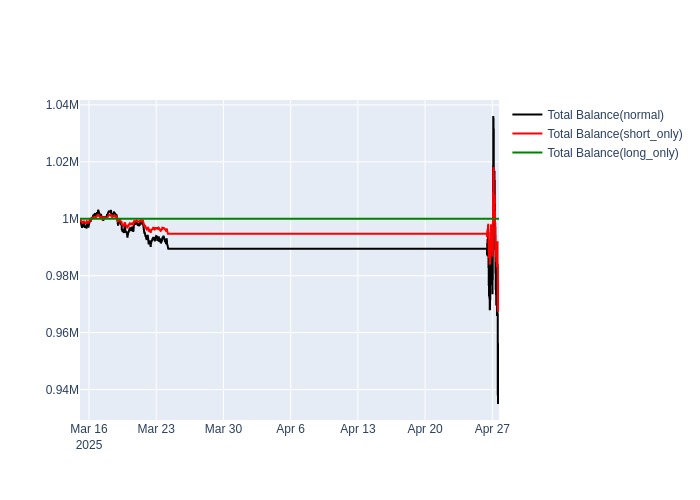 1.04M
1.02M
1M
0.98M
0.96M
0.94M
Mar 16
2025
Mar 23
Mar 30
Apr 6
Apr 13
Apr 20
Apr 27
Total Balance(normal)
Total Balance(short_only)
Total Balance(long_only)